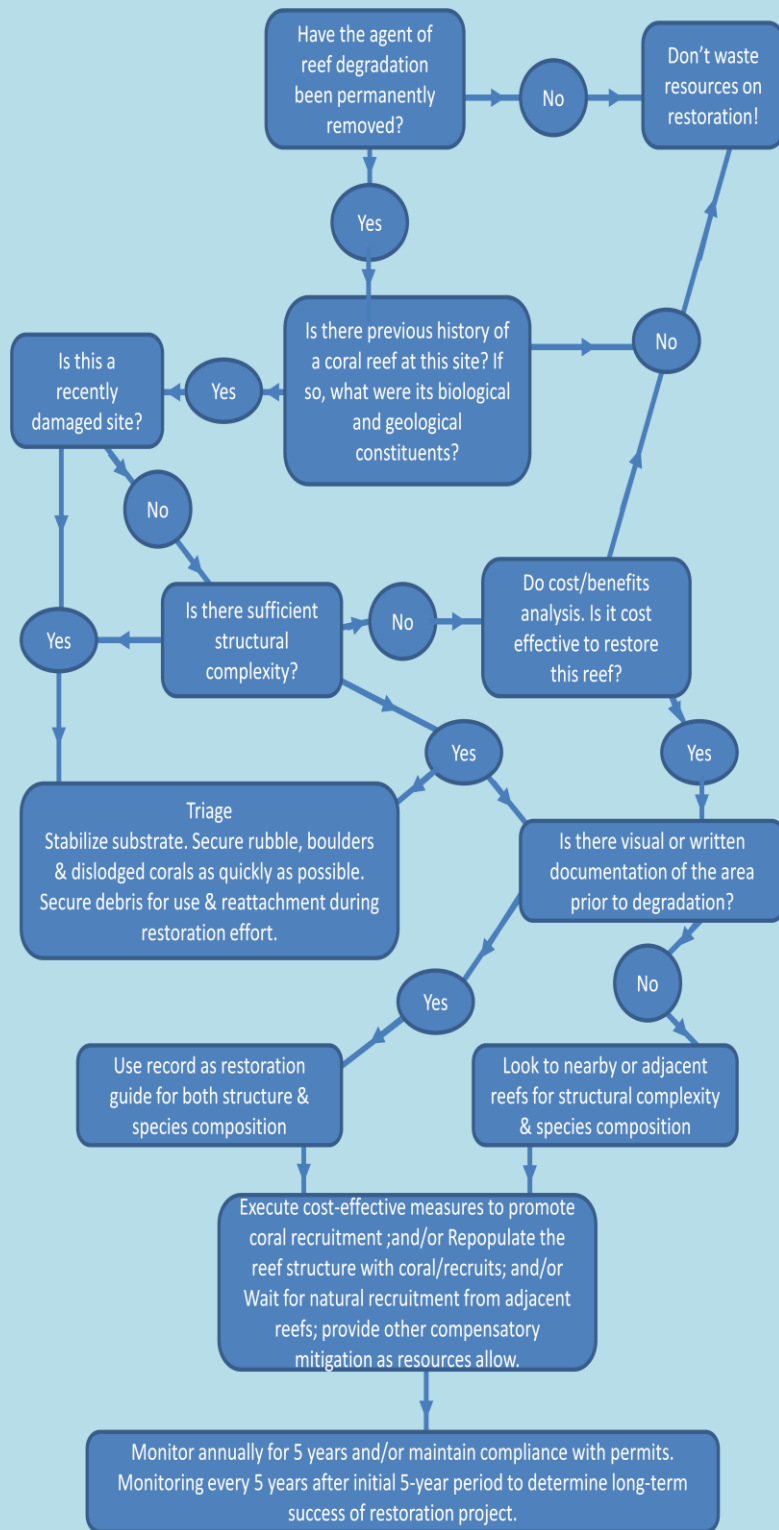 Have the agent of
reef degradation
been permanently
removed?
No
Don't waste
resources on
restoration!
Yes
Is there previous history of
a coral reef at this site? If
so, what were its biological
and geological
constituents?
No
Yes
Is this a
recently
damaged site?
No
Is there sufficient
structural
complexity?
Yes
No
Do cost/benefits
analysis. Is it cost
effective to restore
this reef?
Yes
Yes
Triage
Stabilize substrate. Secure rubble, boulders
& dislodged corals as quickly as possible.
Secure debris for use & reattachment during
restoration effort.
Is there visual or written
documentation of the area
prior to degradation?
Yes
No
Use record as restoration
guide for both structure &
species composition
Look to nearby or adjacent
reefs for structural complexity
& species composition
Execute cost-effective measures to promote
coral recruitment ;and/or Repopulate the
reef structure with coral/recruits; and/or
Wait for natural recruitment from adjacent
reefs; provide other compensatory
mitigation as resources allow.
Monitor annually for 5 years and/or maintain compliance with permits.
Monitoring every 5 years after initial 5-year period to determine long-term
success of restoration project.